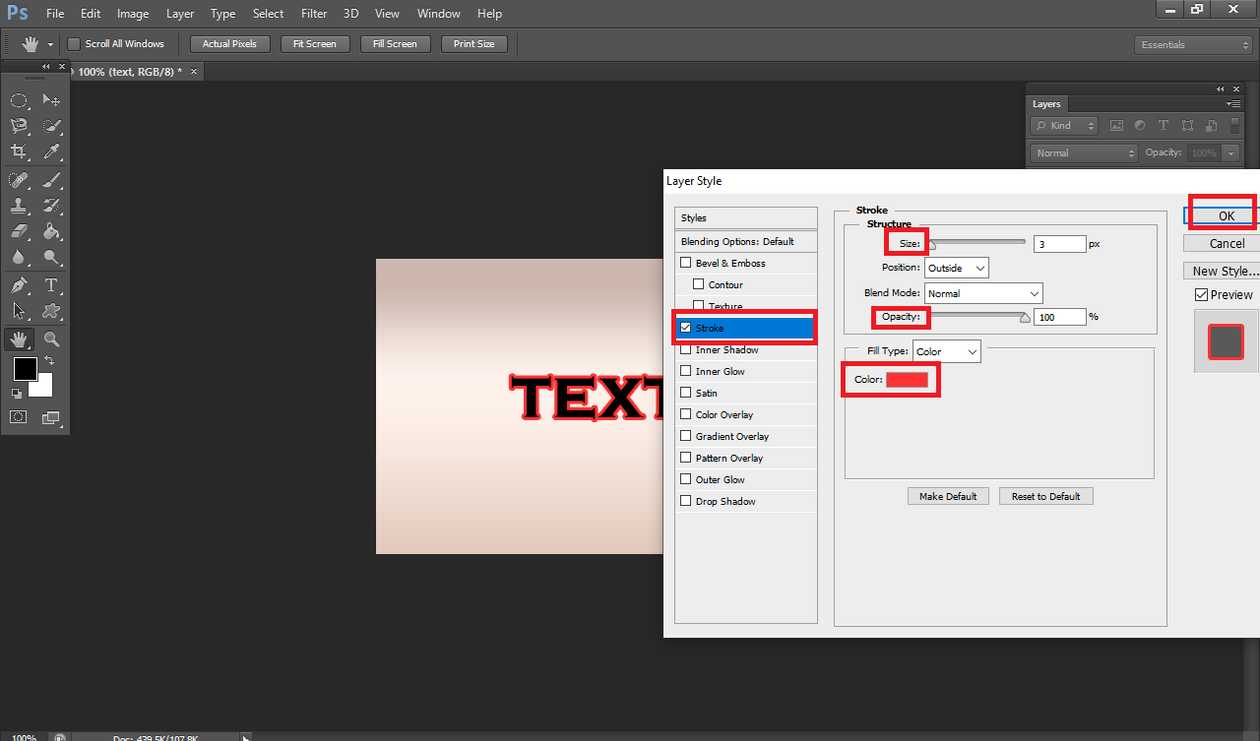 Ps File Edit Image Layer Type Select Filter 3D View Window Help
Scroll All Windows Actual Pixels Fit Screen Fill Screen Print Size Essentials
100% (text, RGB/8) * ×
Layers
Kind
Normal Opacity: 100%
Layer Style
Styles
Blending Options: Default
Bevel & Emboss
Contour
Texture
Stroke
Inner Shadow
Inner Glow
Satin
Color Overlay
Gradient Overlay
Pattern Overlay
Outer Glow
Drop Shadow
Stroke
Structure
Size: 3 px
Position: Outside
Blend Mode: Normal
Opacity: 100 %
Fill Type: Color
Color:
Make Default Reset to Default
OK
Cancel
New Style...
Preview
TEXT
100% Doc: 439.5K/107.8K